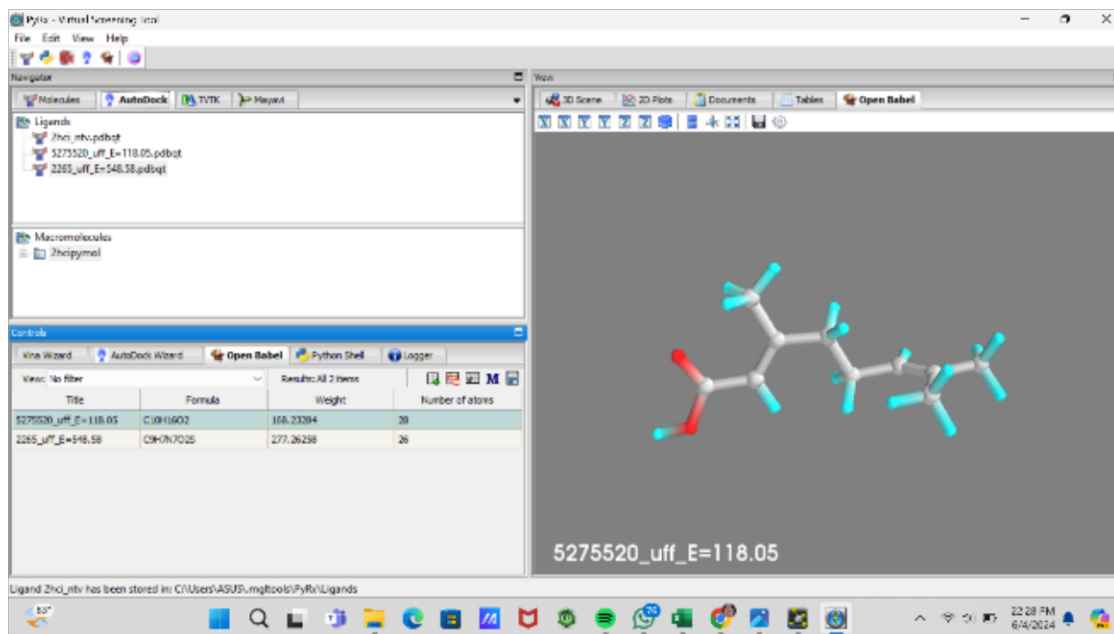 PyRx - Virtual Screening Tool
File Edit View Help
Navigator
Molecules AutoDock TVTK Mayavi
Ligands
2hci_ntv.pdbqt
5275520_uff_E=118.05.pdbqt
2265_uff_E=548.58.pdbqt
Macromolecules
2hcipymol
Controls
Vina Wizard AutoDock Wizard Open Babel Python Shell Logger
View: No filter Results: All 2 items
M
Title Formula Weight Number of atoms
5275520_uff_E=118.05 C10H16O2 168.23284 28
2265_uff_E=548.58 C9H7N7O2S 277.26258 26
View
3D Scene 2D Plots Documents Tables Open Babel
X X Y Y Z Z
5275520_uff_E=118.05
Ligand 2hci_ntv has been stored in: C:\Users\ASUS\.mgltools\PyRx\Ligands
83°
26
22:28 PM
6/4/2024